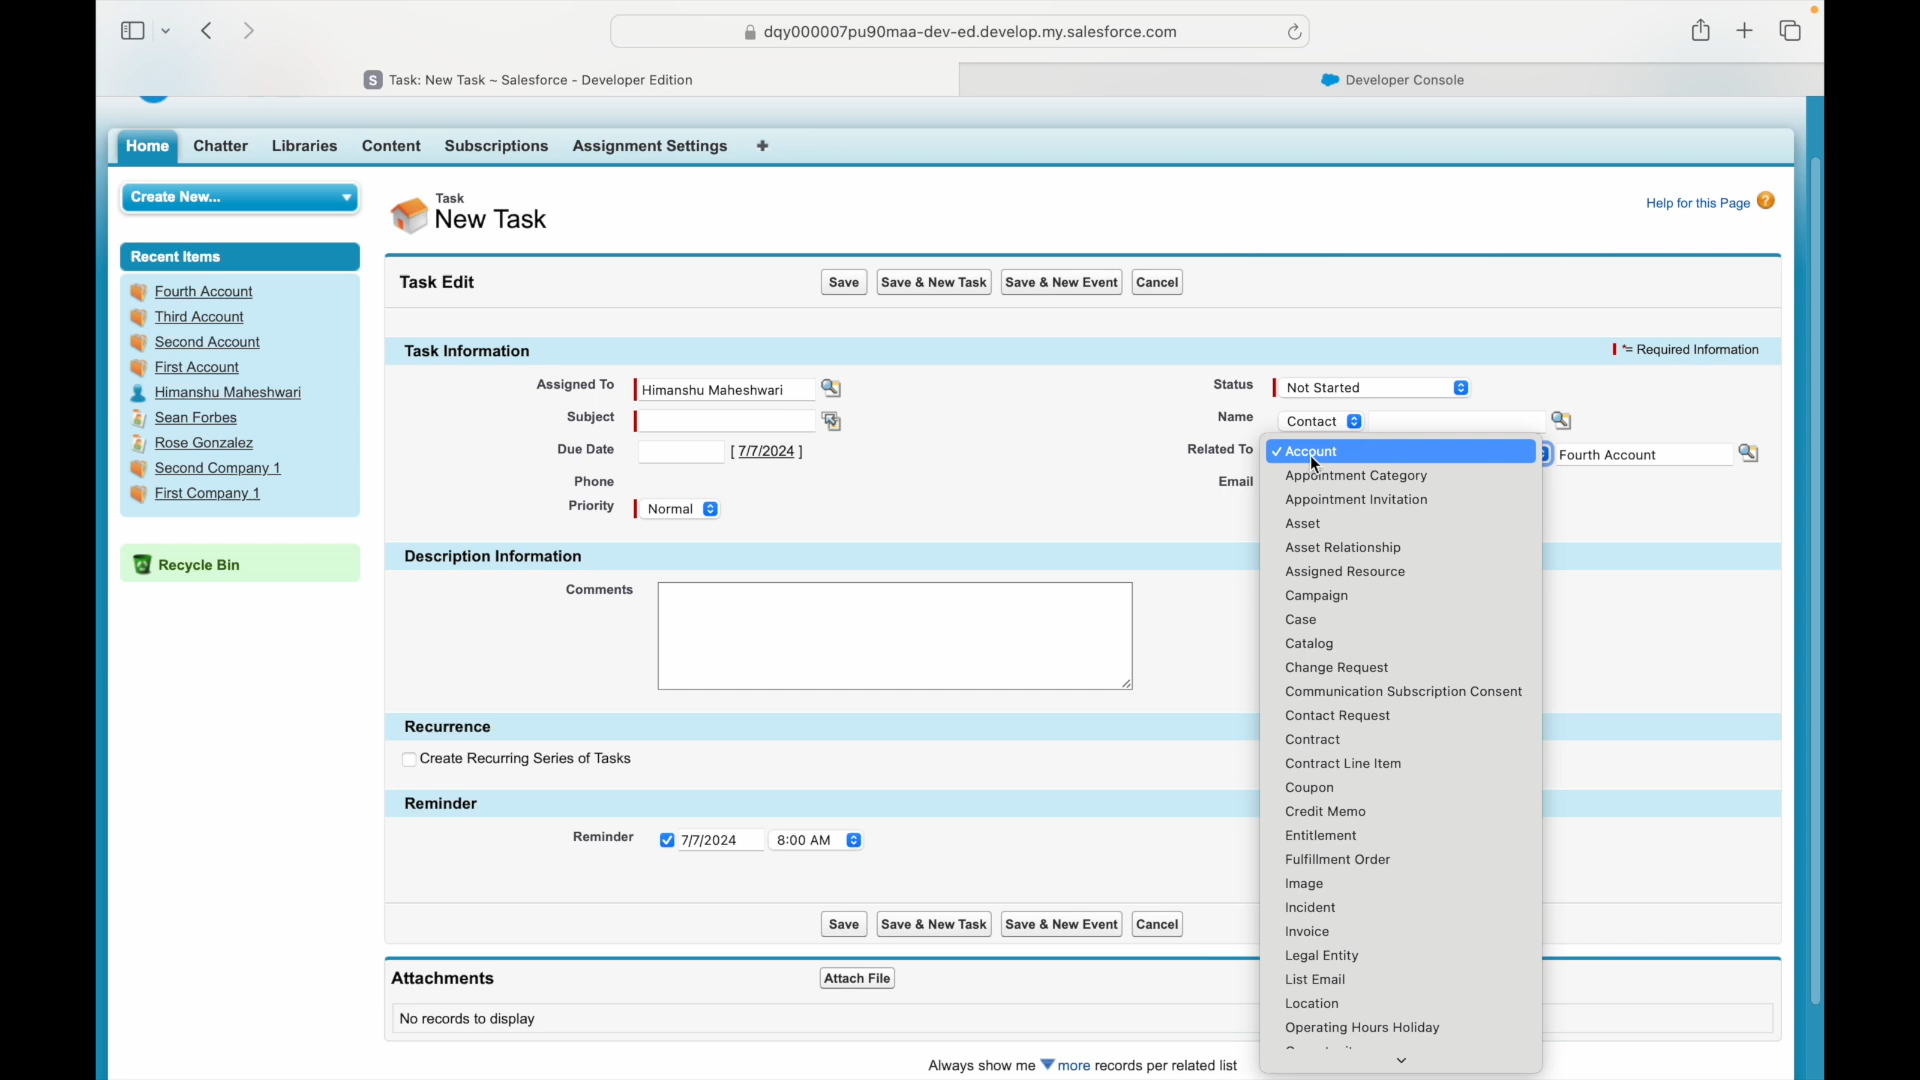 dqy000007pu90maa-dev-ed.develop.my.salesforce.com
S Task: New Task ~ Salesforce - Developer Edition
Developer Console
Home Chatter Libraries Content Subscriptions Assignment Settings +
Create New...
Recent Items
Fourth Account
Third Account
Second Account
First Account
Himanshu Maheshwari
Sean Forbes
Rose Gonzalez
Second Company 1
First Company 1
Recycle Bin
Task
New Task
Help for this Page ?
Task Edit
Save Save & New Task Save & New Event Cancel
Task Information
*= Required Information
Assigned To Himanshu Maheshwari
Subject
Due Date [ 7/7/2024 ]
Phone
Priority Normal
Status Not Started
Name Contact
Related To Fourth Account
Email
✓ Account
Appointment Category
Appointment Invitation
Asset
Asset Relationship
Assigned Resource
Campaign
Case
Catalog
Change Request
Communication Subscription Consent
Contact Request
Contract
Contract Line Item
Coupon
Credit Memo
Entitlement
Fulfillment Order
Image
Incident
Invoice
Legal Entity
List Email
Location
Operating Hours Holiday
Description Information
Comments
Recurrence
Create Recurring Series of Tasks
Reminder
Reminder 7/7/2024 8:00 AM
Save Save & New Task Save & New Event Cancel
Attachments
Attach File
No records to display
Always show me more records per related list